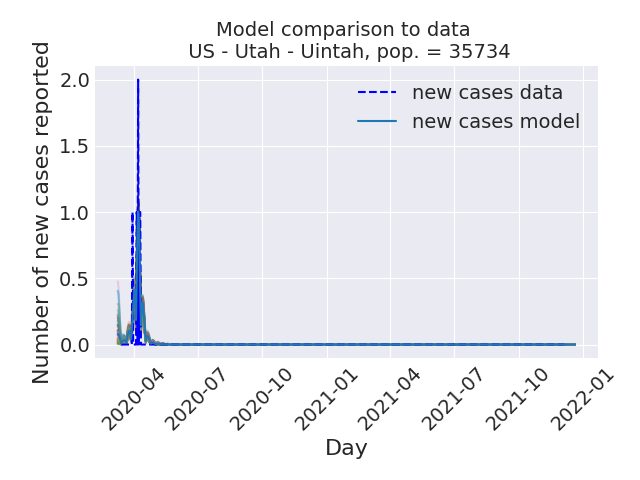 Model comparison to data
US - Utah - Uintah, pop. = 35734
Number of new cases reported
2.0
1.5
1.0
0.5
0.0
new cases data
new cases model
2020-04
2020-07
2020-10
2021-01
2021-04
2021-07
2021-10
2022-01
Day